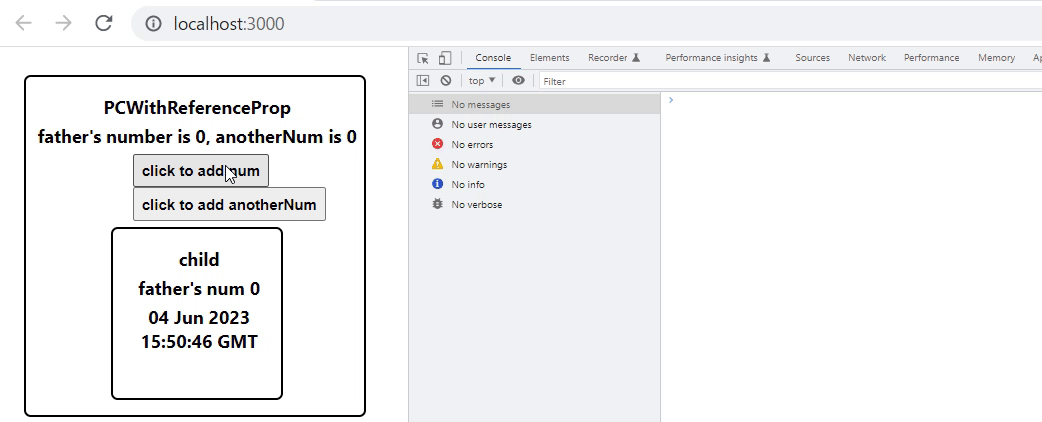 localhost:3000
Console Elements Recorder Performance insights Sources Network Performance Memory
top Filter
PCWithReferenceProp
father's number is 0, anotherNum is 0
click to add num
click to add anotherNum
child
father's num 0
04 Jun 2023
15:50:46 GMT
No messages
No user messages
No errors
No warnings
No info
No verbose